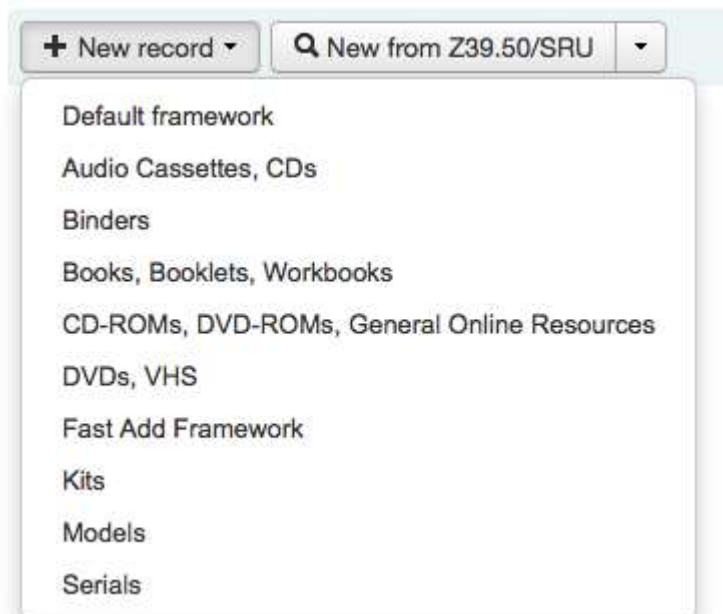 New record
New from Z39.50/SRU
Default framework
Audio Cassettes, CDs
Binders
Books, Booklets, Workbooks
CD-ROMs, DVD-ROMs, General Online Resources
DVDs, VHS
Fast Add Framework
Kits
Models
Serials